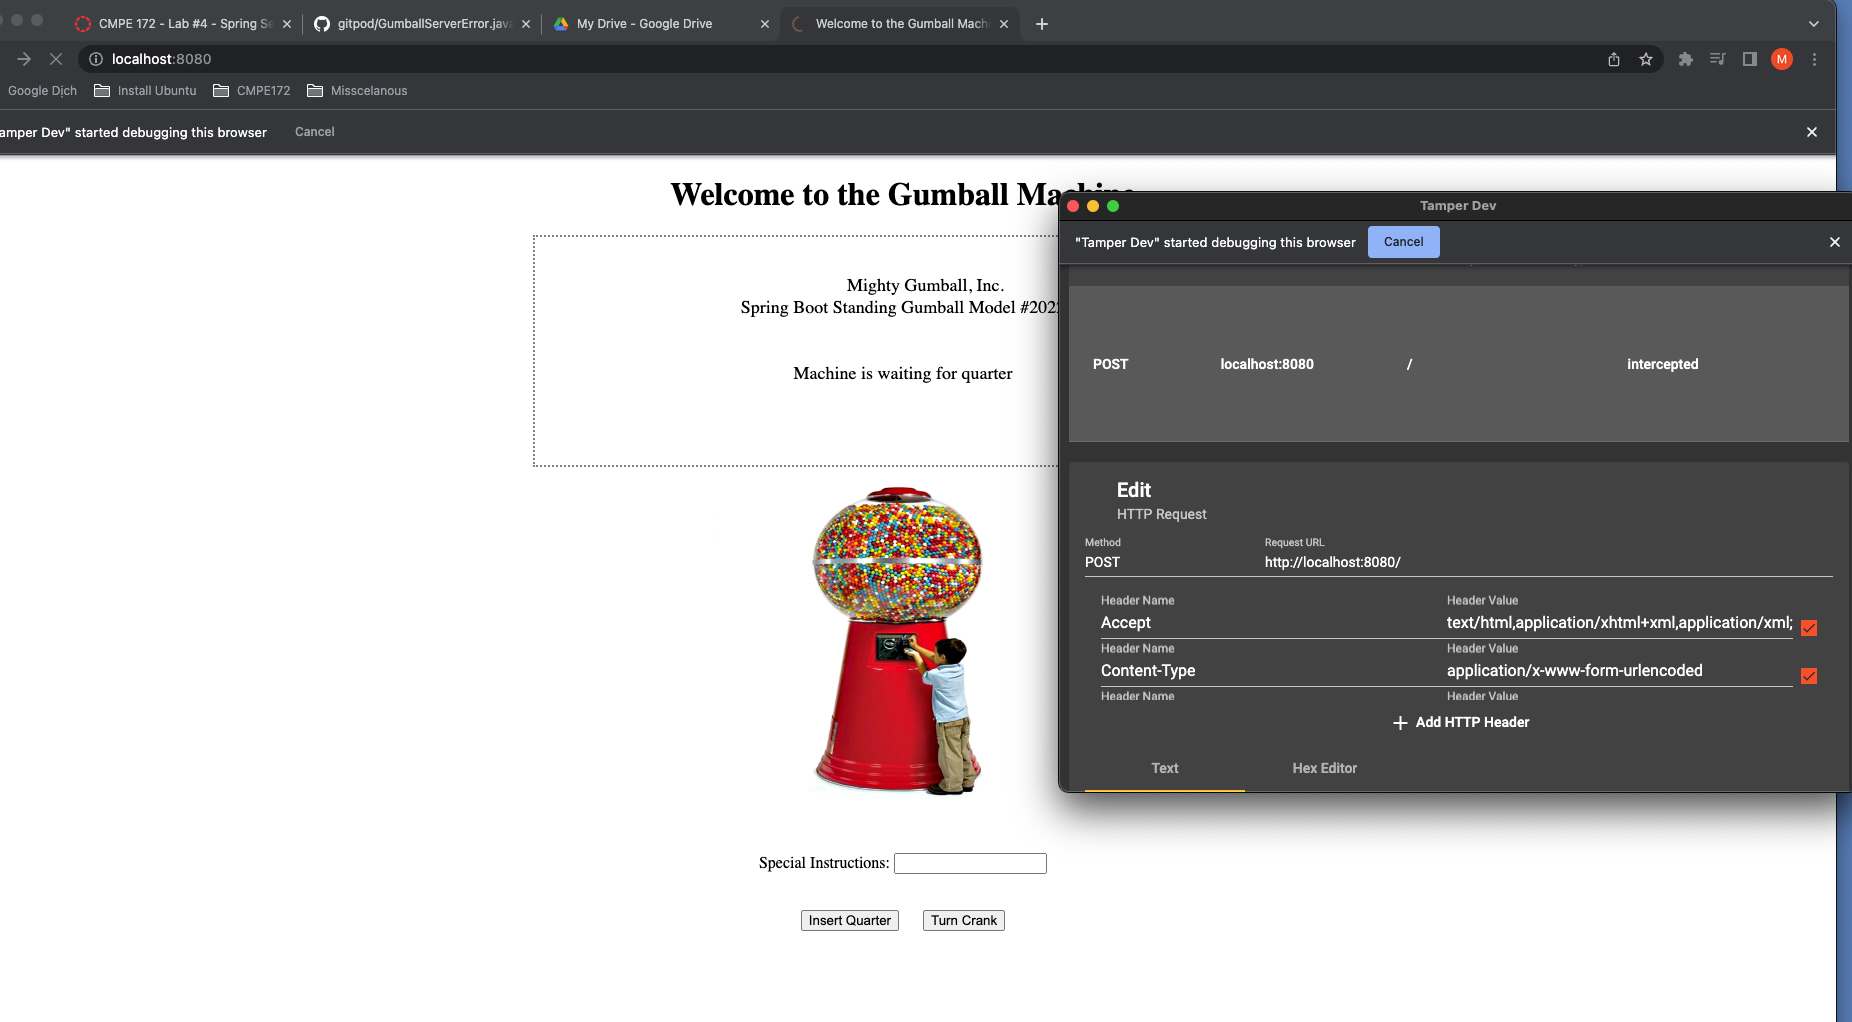 CMPE 172 - Lab #4 - Spring Se
gitpod/GumballServerError.java
My Drive - Google Drive
Welcome to the Gumball Machi
localhost:8080
M
Google Dịch
Install Ubuntu
CMPE172
Misscelanous
amper Dev" started debugging this browser
Cancel
Welcome to the Gumball Machine
Mighty Gumball, Inc.
Spring Boot Standing Gumball Model #202
Machine is waiting for quarter
Special Instructions:
Insert Quarter
Turn Crank
Tamper Dev
"Tamper Dev" started debugging this browser
Cancel
POST
localhost:8080
/
intercepted
Edit
HTTP Request
Method
Request URL
POST
http://localhost:8080/
Header Name
Header Value
Accept
text/html,application/xhtml+xml,application/xml;
Header Name
Header Value
Content-Type
application/x-www-form-urlencoded
Header Name
Header Value
Add HTTP Header
Text
Hex Editor